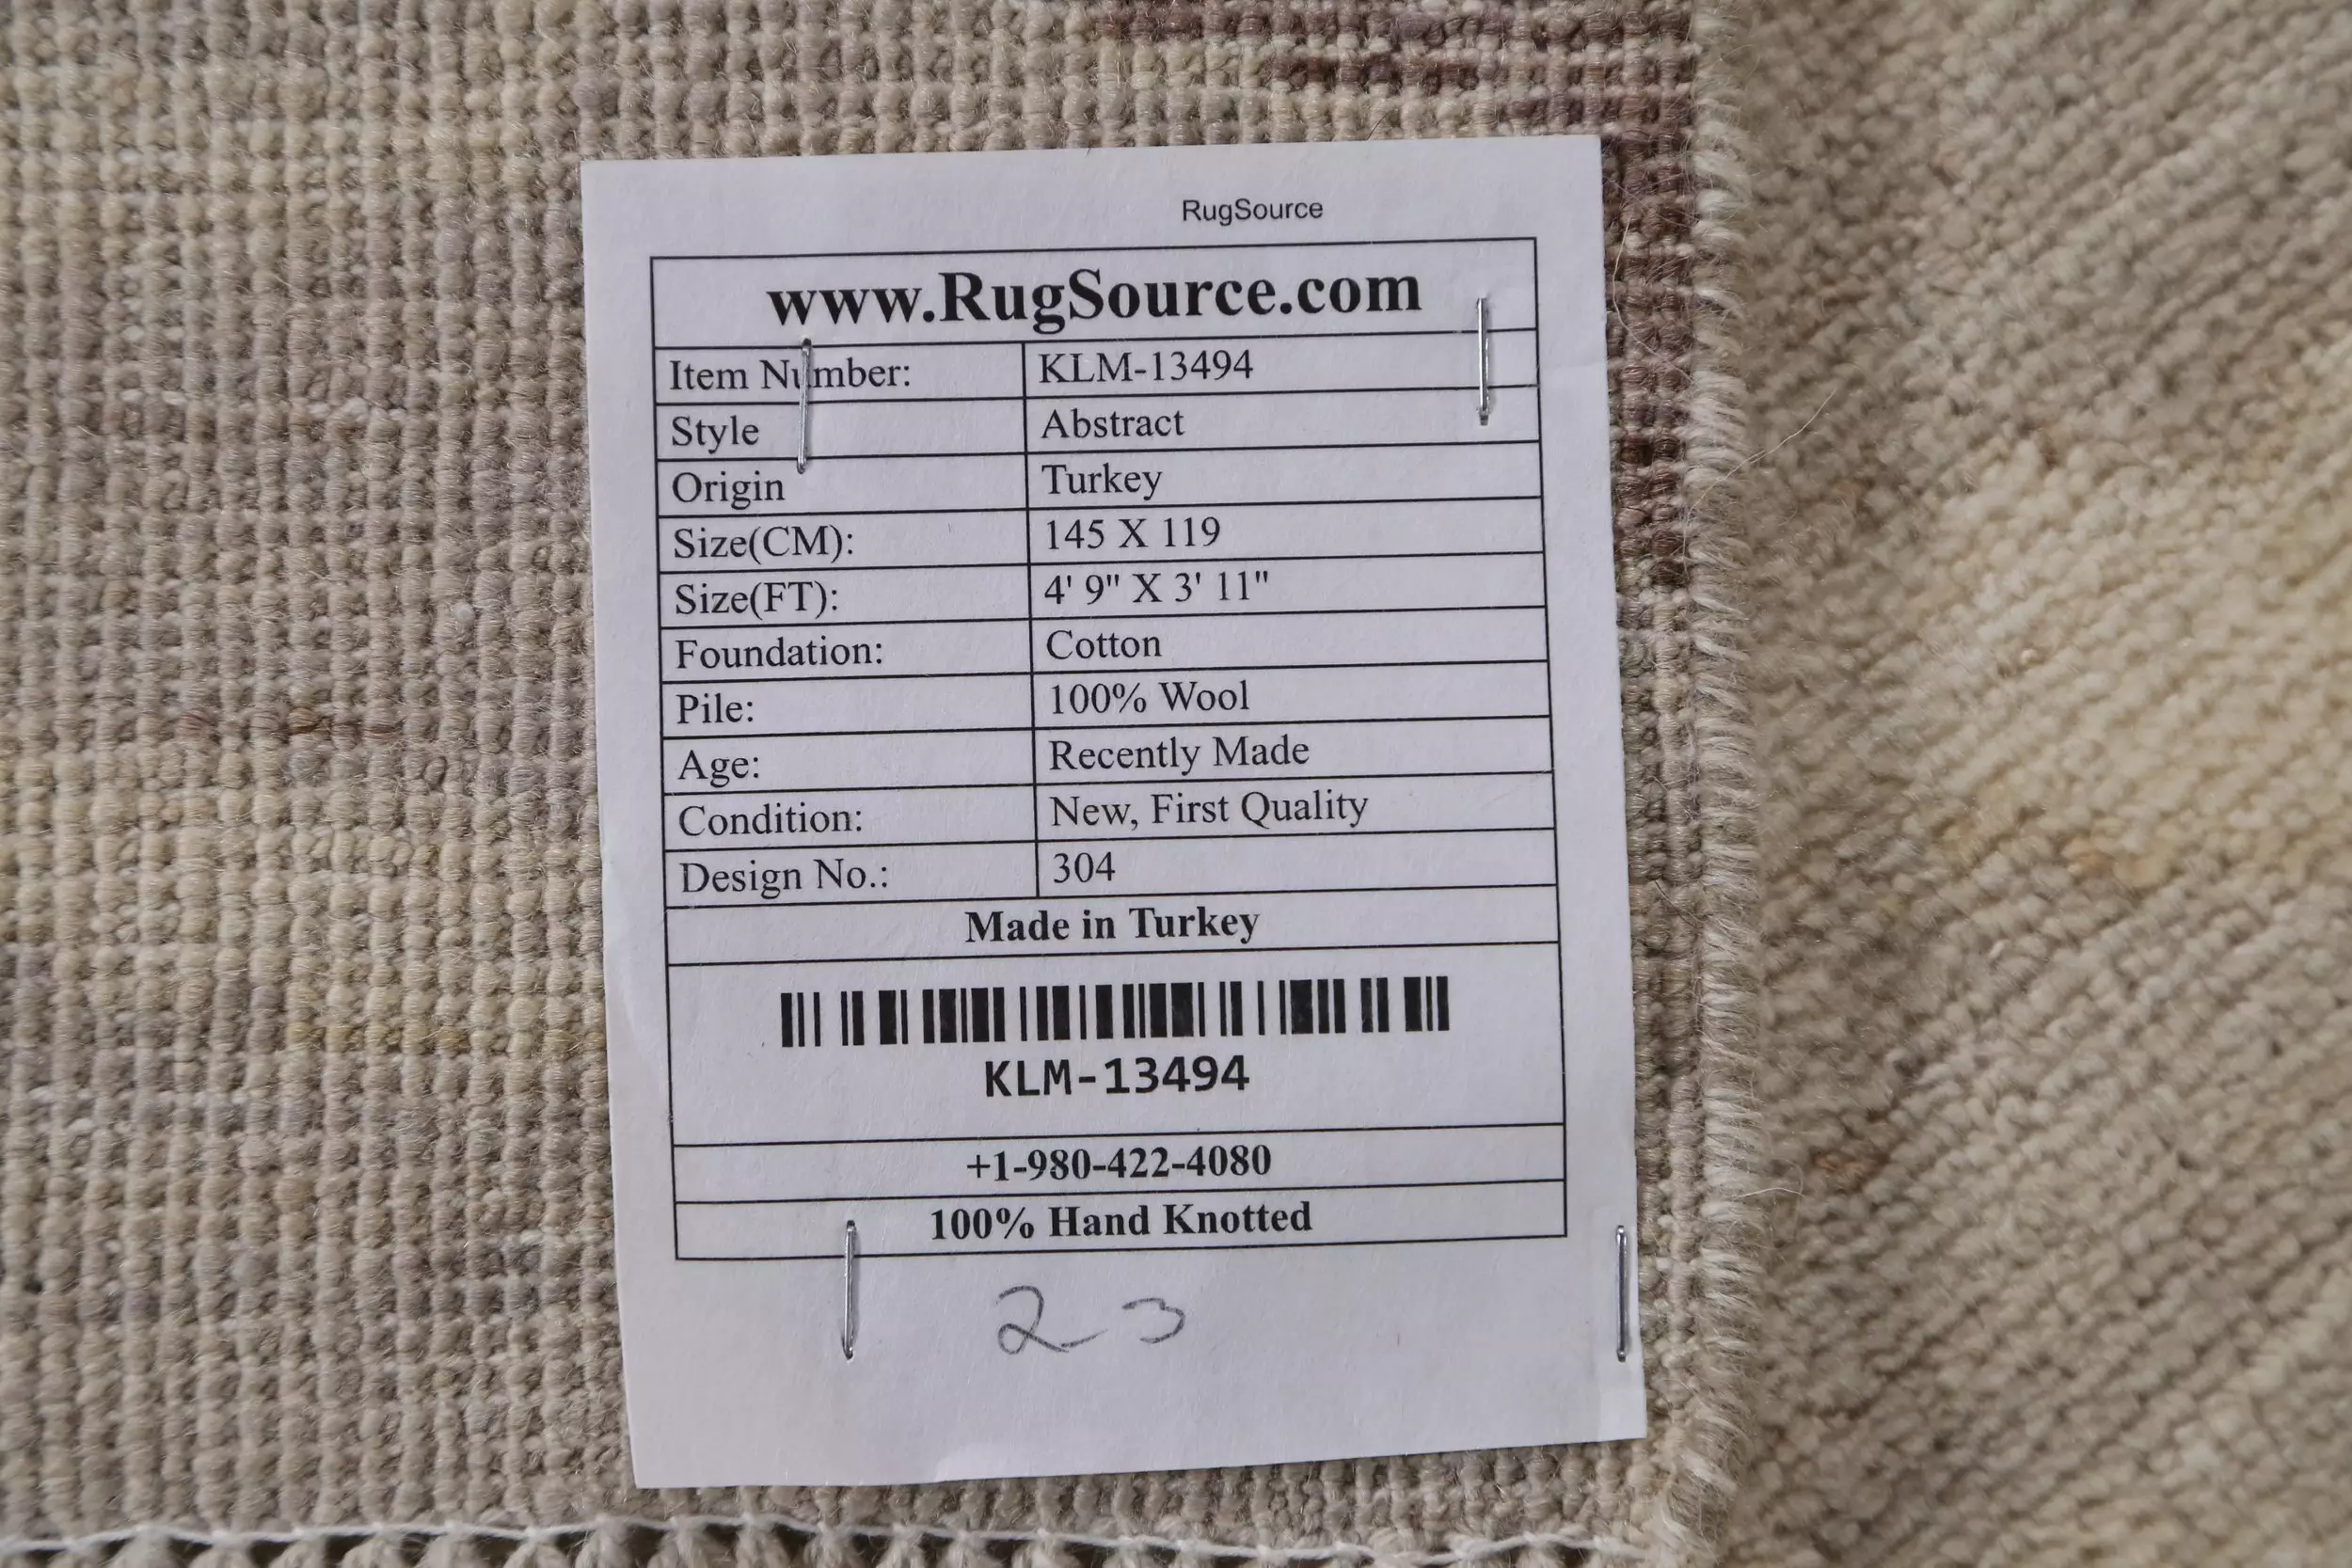 RugSource
www.RugSource.com
Item Number: KLM-13494
Style Abstract
Origin Turkey
Size(CM): 145 X 119
Size(FT): 4' 9" X 3' 11"
Foundation: Cotton
Pile: 100% Wool
Age: Recently Made
Condition: New, First Quality
Design No.: 304
Made in Turkey
KLM-13494
+1-980-422-4080
100% Hand Knotted
2 3